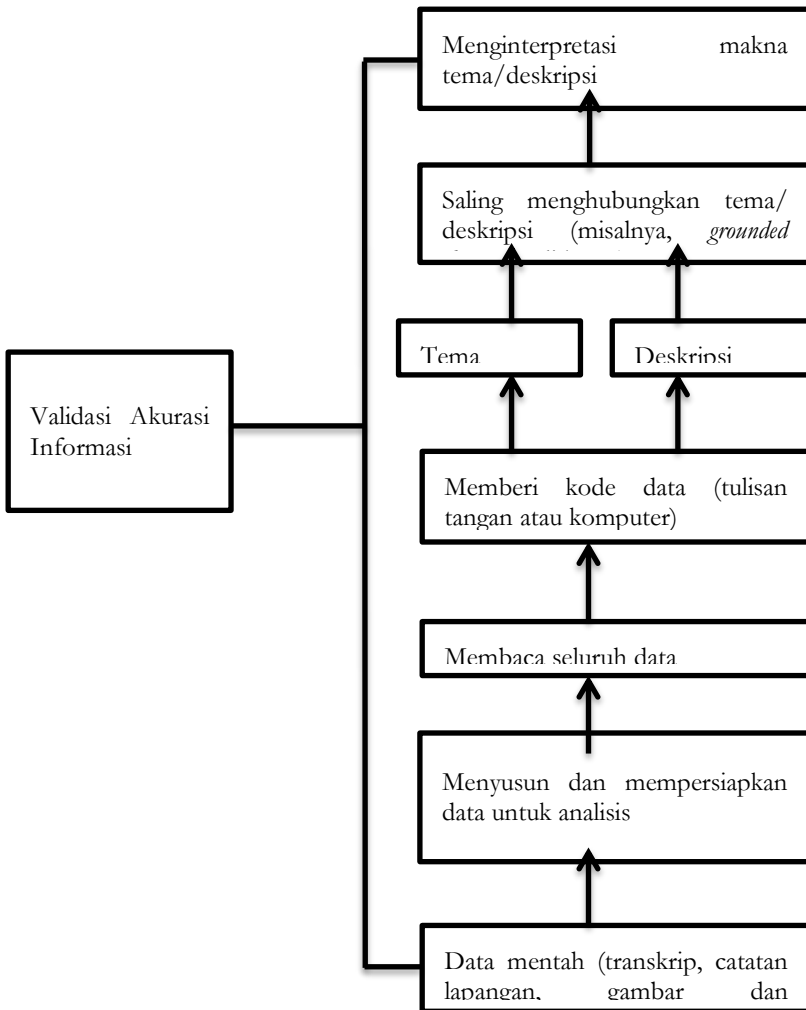 Menginterpretasi makna
tema/deskripsi
Saling menghubungkan tema/
deskripsi (misalnya, grounded
Tema
Deskripsi
Validasi Akurasi
Informasi
Memberi kode data (tulisan
tangan atau komputer)
Membaca seluruh data
Menyusun dan mempersiapkan
data untuk analisis
Data mentah (transkrip, catatan
lapangan, gambar dan